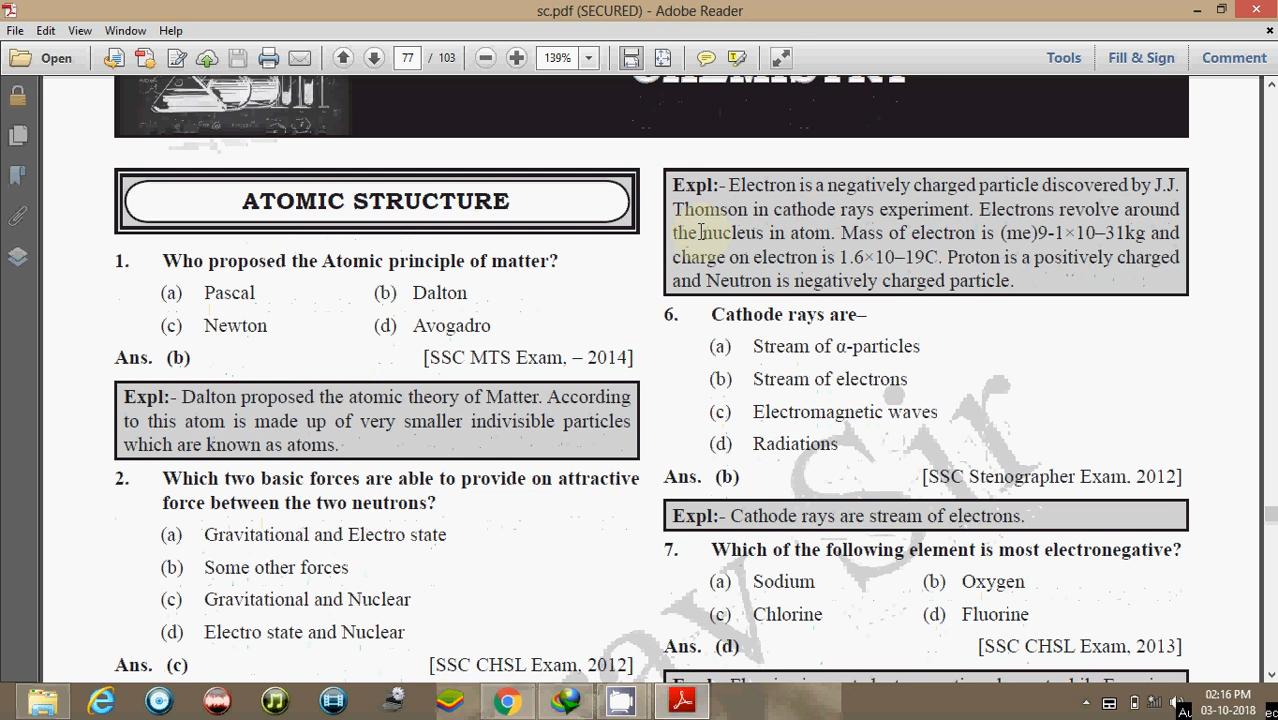 sc.pdf (SECURED) - Adobe Reader
File Edit View Window Help
Open 77 / 103 139% Tools Fill & Sign Comment
CHEMISTRY
ATOMIC STRUCTURE
1. Who proposed the Atomic principle of matter?
(a) Pascal (b) Dalton
(c) Newton (d) Avogadro
Ans. (b) [SSC MTS Exam, – 2014]
Expl:- Dalton proposed the atomic theory of Matter. According
to this atom is made up of very smaller indivisible particles
which are known as atoms.
2. Which two basic forces are able to provide on attractive
force between the two neutrons?
(a) Gravitational and Electro state
(b) Some other forces
(c) Gravitational and Nuclear
(d) Electro state and Nuclear
Ans. (c) [SSC CHSL Exam, 2012]
Expl:- Electron is a negatively charged particle discovered by J.J.
Thomson in cathode rays experiment. Electrons revolve around
the nucleus in atom. Mass of electron is (me)9-1×10–31kg and
charge on electron is 1.6×10–19C. Proton is a positively charged
and Neutron is negatively charged particle.
6. Cathode rays are–
(a) Stream of α-particles
(b) Stream of electrons
(c) Electromagnetic waves
(d) Radiations
Ans. (b) [SSC Stenographer Exam, 2012]
Expl:- Cathode rays are stream of electrons.
7. Which of the following element is most electronegative?
(a) Sodium (b) Oxygen
(c) Chlorine (d) Fluorine
Ans. (d) [SSC CHSL Exam, 2013]
av Sir
02:16 PM
03-10-2018